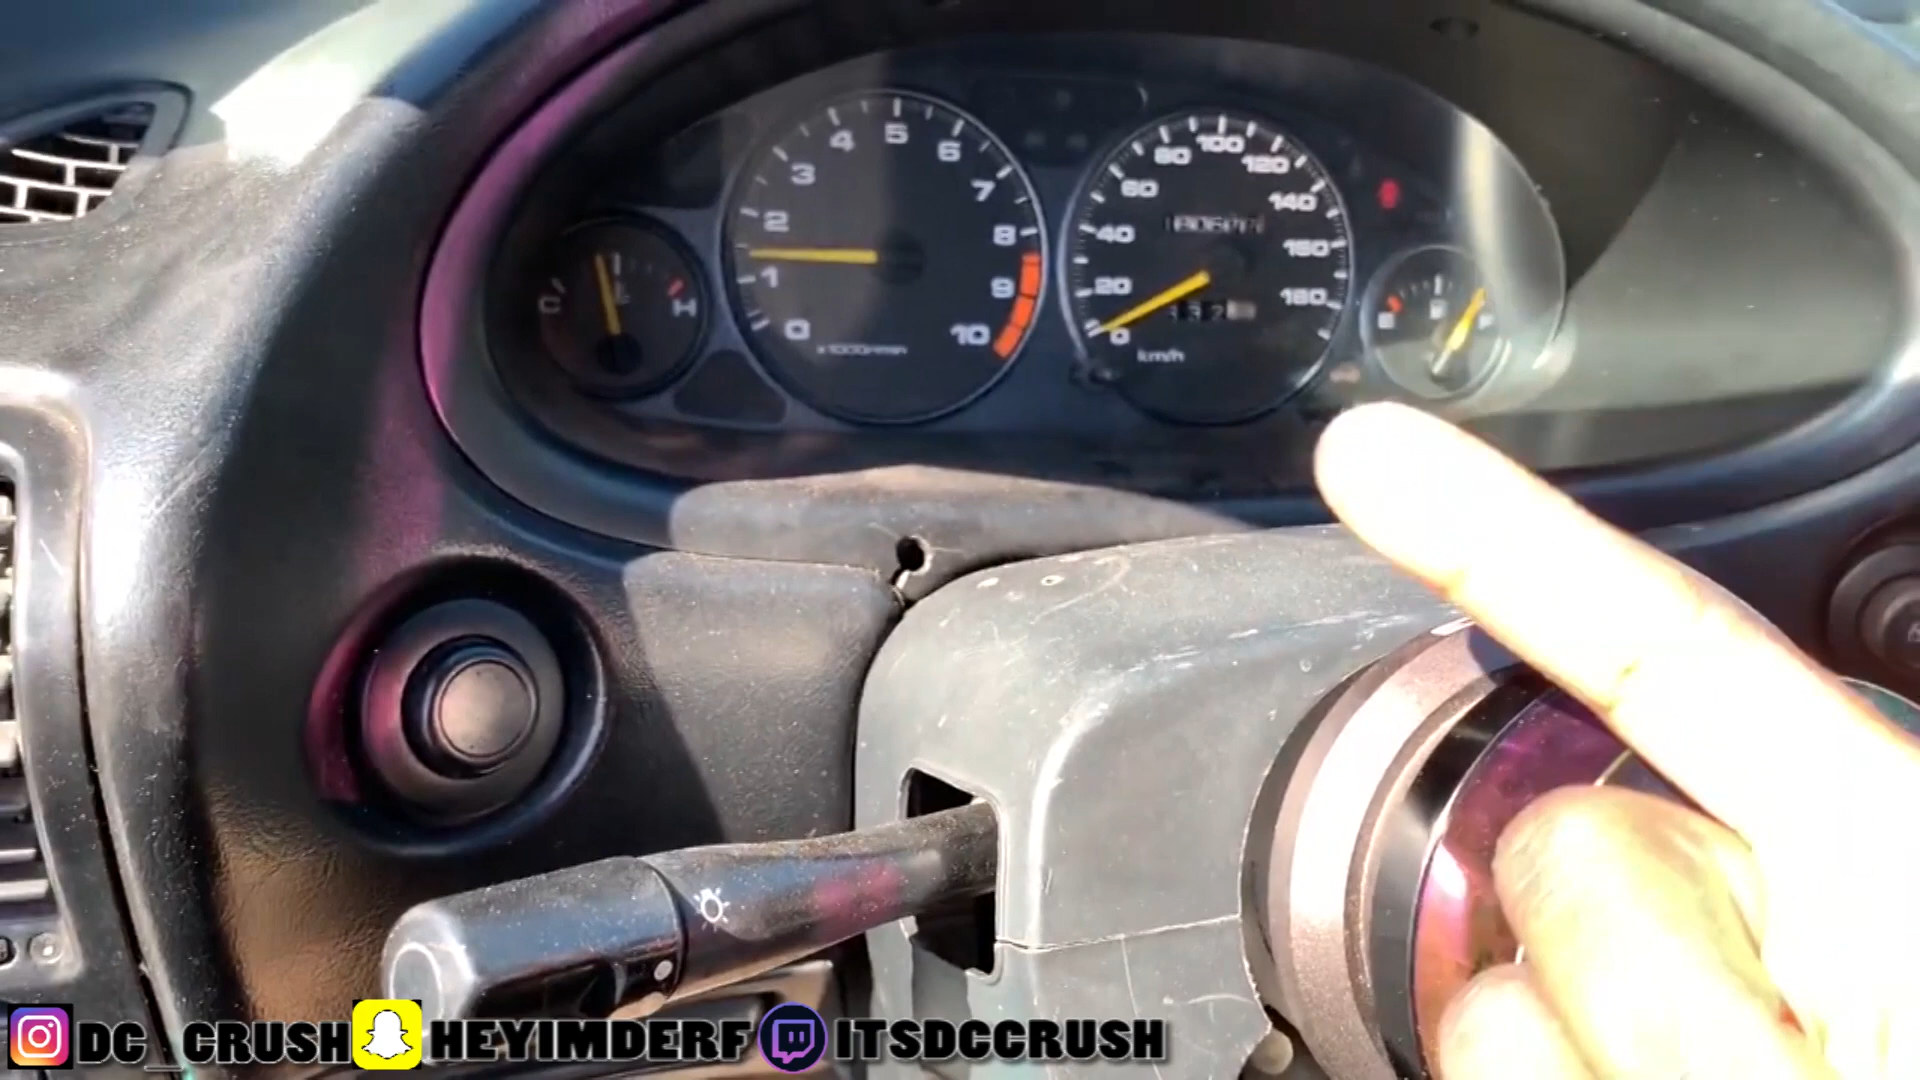 0 1 2 3 4 5 6 7 8 9 10
x1000r/min
0 20 40 60 80 100 120 140 160 180
km/h
C H
E F
DC_CRUSH HEYIMDERF ITSDCCRUSH